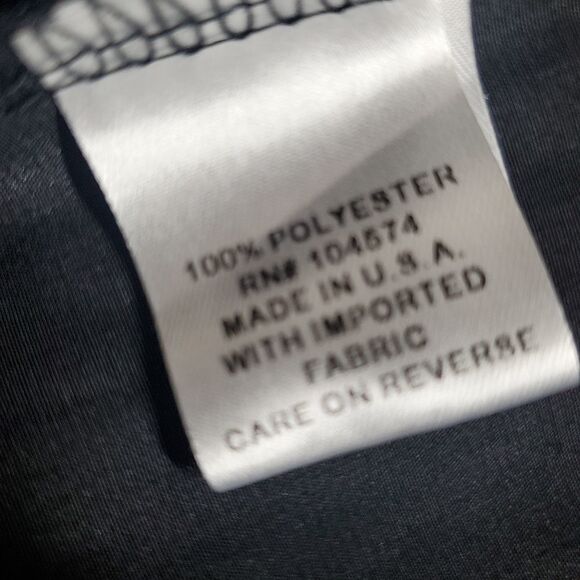 100% POLYESTER
RN# 104574
MADE IN U.S.A.
WITH IMPORTED
FABRIC
CARE ON REVERSE